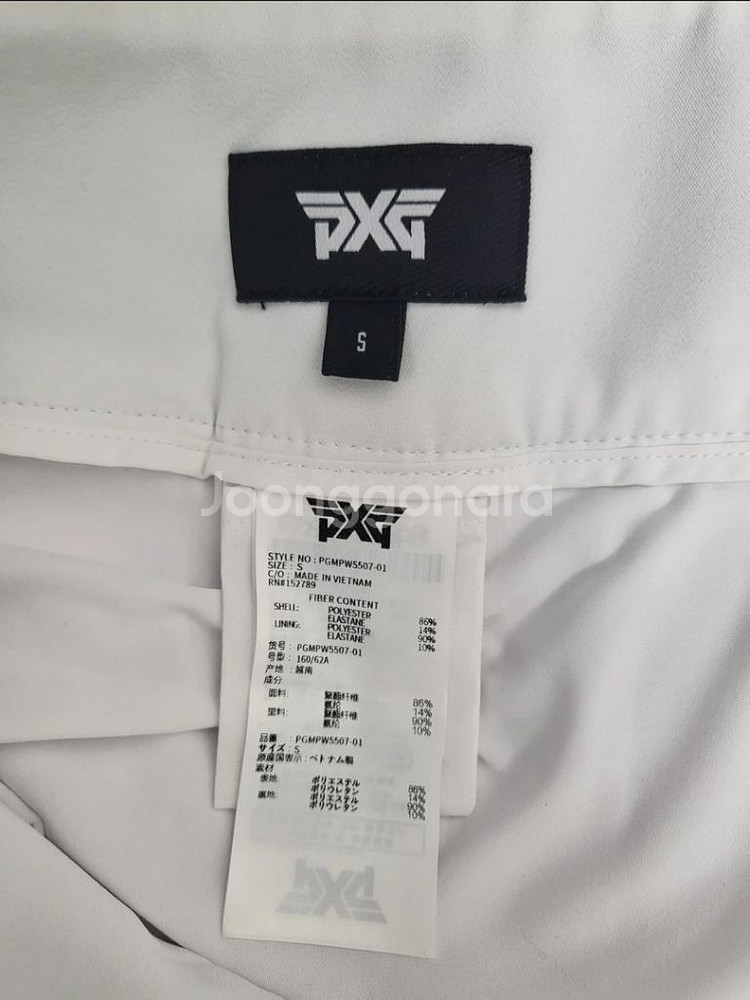 PXG
S
Joonggonara
PXG
STYLE NO : PGMPW5507-01
SIZE : S
C/O : MADE IN VIETNAM
RN#152789
FIBER CONTENT
SHELL: POLYESTER 86%
ELASTANE 14%
LINING: POLYESTER 90%
ELASTANE 10%
货号 : PGMPW5507-01
号型 : 160/62A
产地 : 越南
成分
面料: 聚酯纤维 86%
氨纶 14%
里料: 聚酯纤维 90%
氨纶 10%
品番 : PGMPW5507-01
サイズ : S
原産国表示 : ベトナム製
素材
表地: ポリエステル 86%
ポリウレタン 14%
裏地: ポリエステル 90%
ポリウレタン 10%